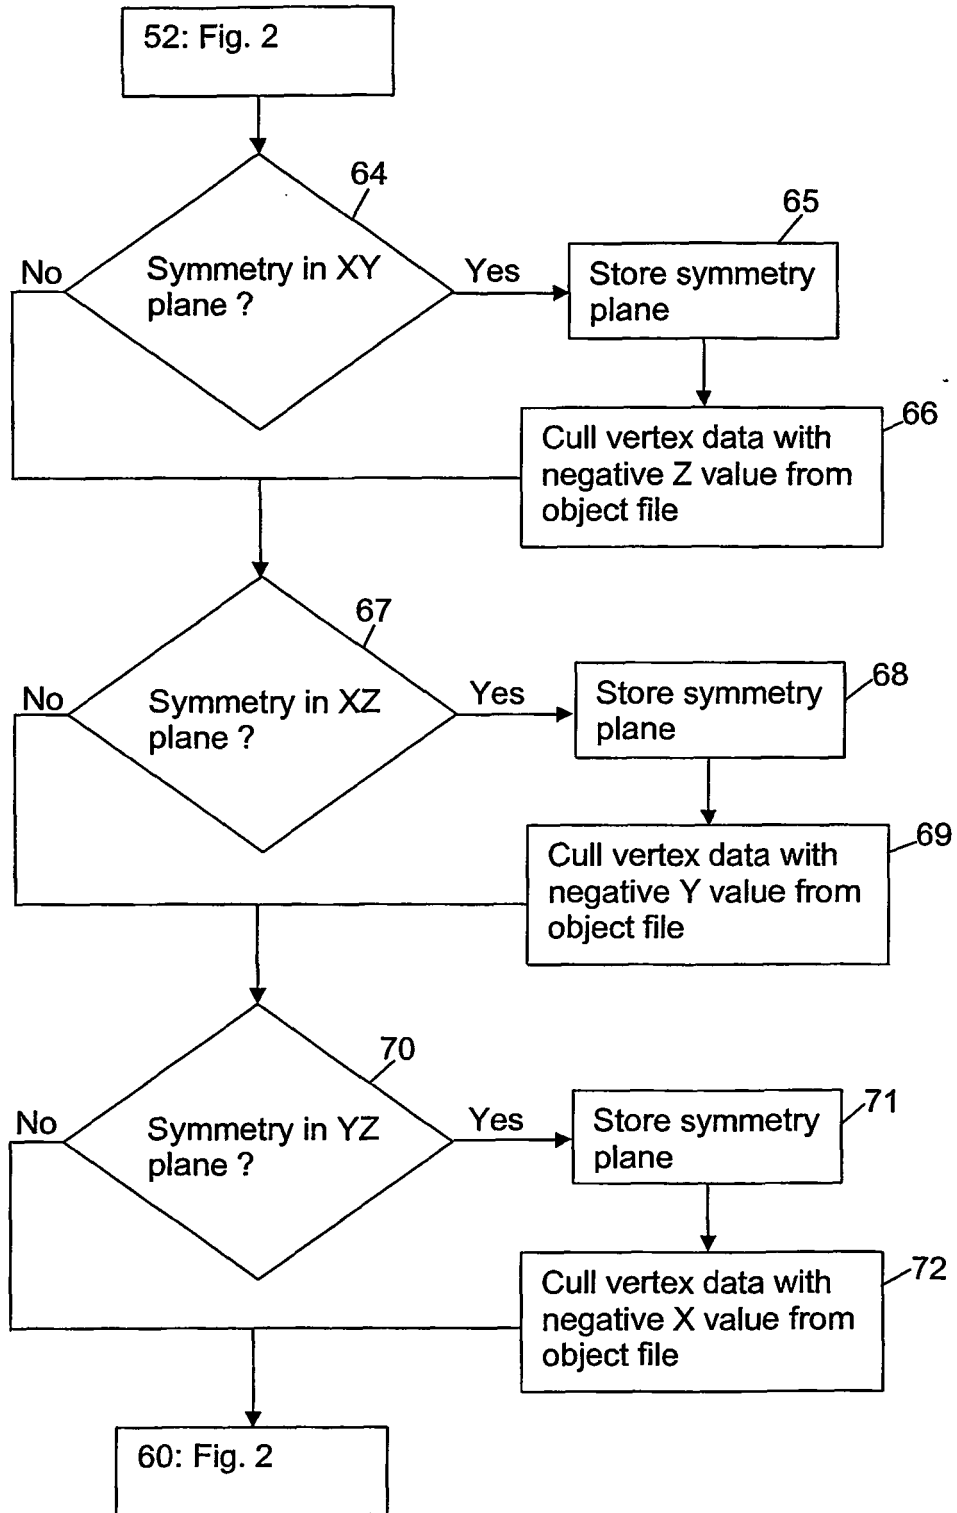 52: Fig. 2
64
65
No
Symmetry in XY
plane ?
Yes
Store symmetry
plane
66
Cull vertex data with
negative Z value from
object file
67
No
Symmetry in XZ
plane ?
Yes
Store symmetry
plane
68
69
Cull vertex data with
negative Y value from
object file
70
71
No
Symmetry in YZ
plane ?
Yes
Store symmetry
plane
72
Cull vertex data with
negative X value from
object file
60: Fig. 2